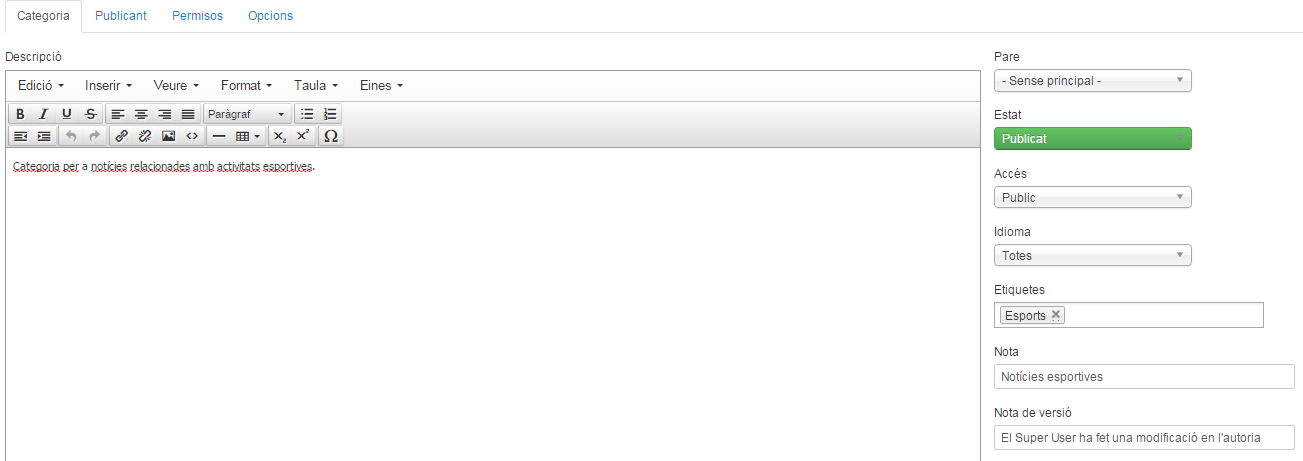 Categoria Publicant Permisos Opcions
Descripció
Edició Inserir Veure Format Taula Eines
B I U S Paràgraf
X₂ X² Ω
Categoria per a notícies relacionades amb activitats esportives.
Pare
- Sense principal -
Estat
Publicat
Accés
Public
Idioma
Totes
Etiquetes
Esports
Nota
Notícies esportives
Nota de versió
El Super User ha fet una modificació en l'autoria